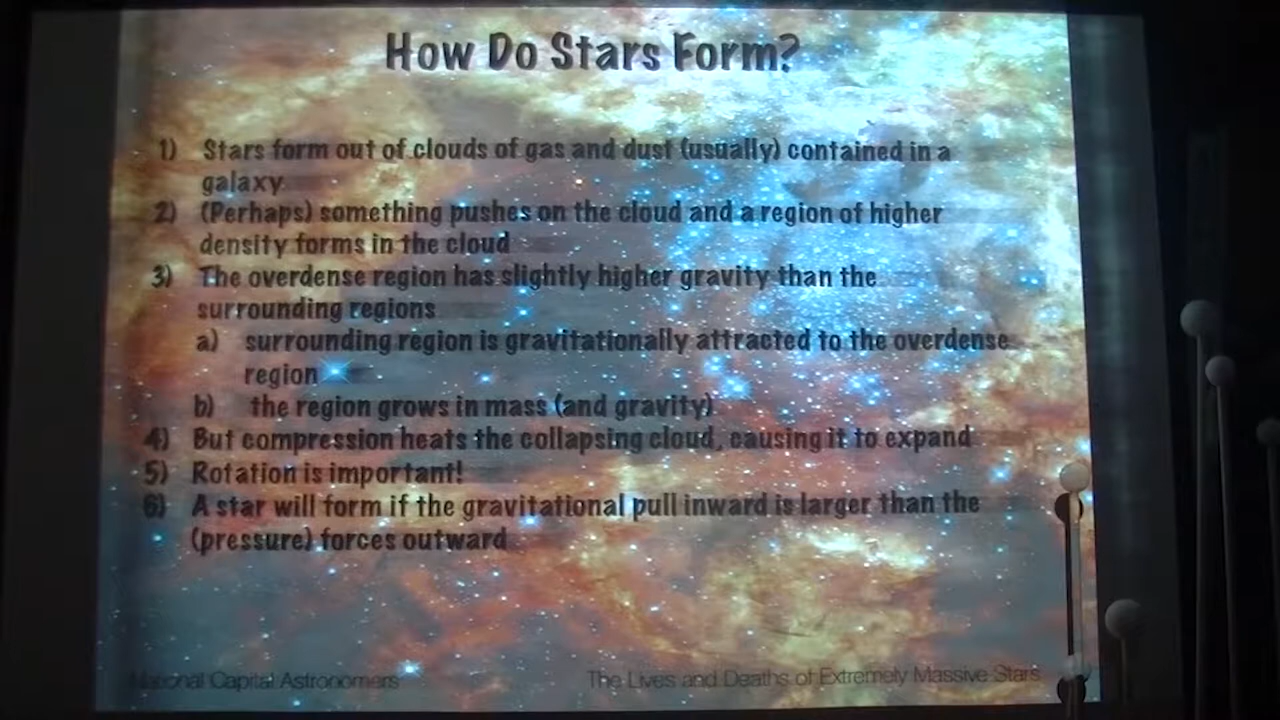 How Do Stars Form?
1) Stars form out of clouds of gas and dust (usually) contained in a
galaxy
2) (Perhaps) something pushes on the cloud and a region of higher
density forms in the cloud
3) The overdense region has slightly higher gravity than the
surrounding regions
a) surrounding region is gravitationally attracted to the overdense
region
b) the region grows in mass (and gravity)
4) But compression heats the collapsing cloud, causing it to expand
5) Rotation is important!
6) A star will form if the gravitational pull inward is larger than the
(pressure) forces outward
National Capital Astronomers
The Lives and Deaths of Extremely Massive Stars